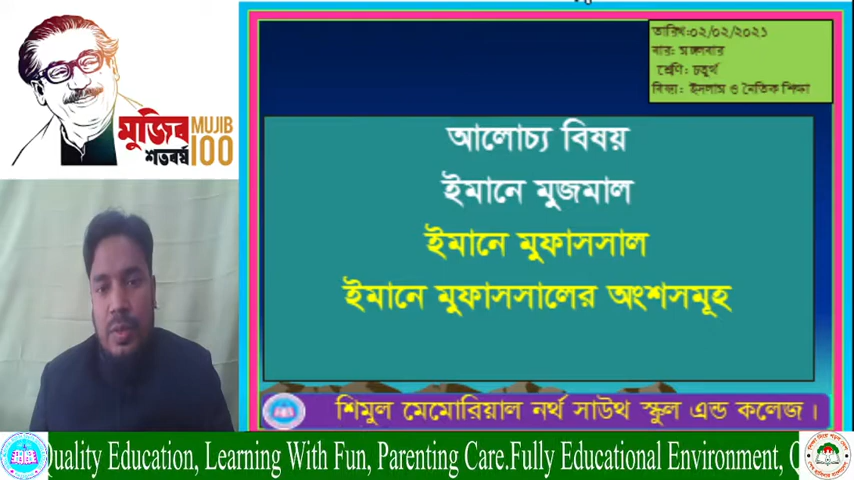 মুজিব
শতবর্ষ
MUJIB
100
তারিখ:০২/০২/২০২১
বার: মঙ্গলবার
শ্রেণি: চতুর্থ
বিষয়: ইসলাম ও নৈতিক শিক্ষা
আলোচ্য বিষয়
ইমানে মুজমাল
ইমানে মুফাসসাল
ইমানে মুফাসসালের অংশসমূহ
শিমুল মেমোরিয়াল নর্থ সাউথ স্কুল এন্ড কলেজ।
Quality Education, Learning With Fun, Parenting Care.Fully Educational Environment,